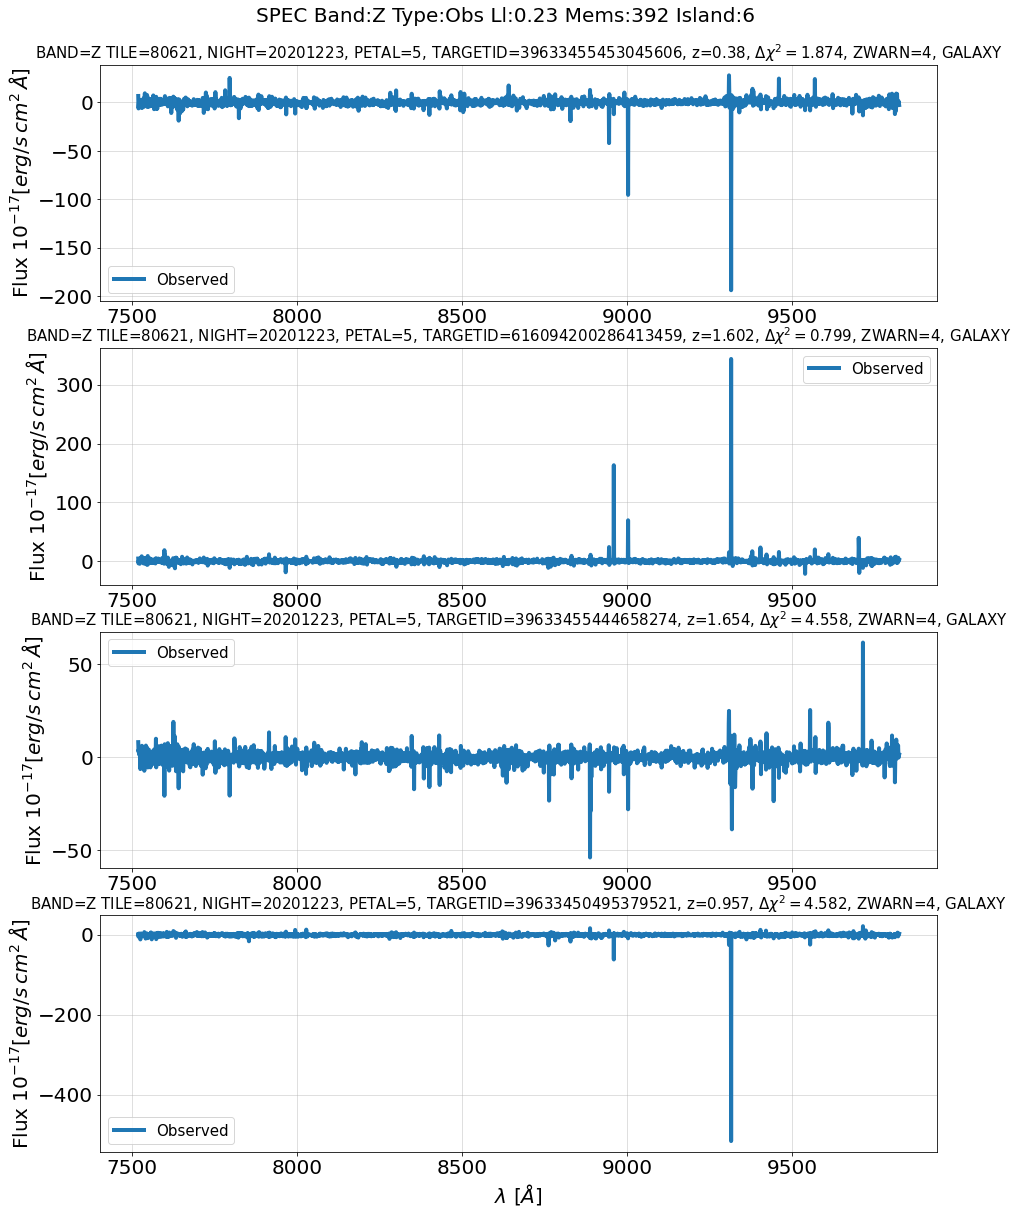 SPEC Band:Z Type:Obs Ll:0.23 Mems:392 Island:6
BAND=Z TILE=80621, NIGHT=20201223, PETAL=5, TARGETID=39633455453045606, z=0.38, Δχ² = 1.874, ZWARN=4, GALAXY
Flux 10⁻¹⁷[erg/s cm² Å]
0
−50
−100
−150
−200
Observed
7500 8000 8500 9000 9500
BAND=Z TILE=80621, NIGHT=20201223, PETAL=5, TARGETID=616094200286413459, z=1.602, Δχ² = 0.799, ZWARN=4, GALAXY
Flux 10⁻¹⁷[erg/s cm² Å]
Observed
300
200
100
0
7500 8000 8500 9000 9500
BAND=Z TILE=80621, NIGHT=20201223, PETAL=5, TARGETID=39633455444658274, z=1.654, Δχ² = 4.558, ZWARN=4, GALAXY
Flux 10⁻¹⁷[erg/s cm² Å]
Observed
50
0
−50
7500 8000 8500 9000 9500
BAND=Z TILE=80621, NIGHT=20201223, PETAL=5, TARGETID=39633450495379521, z=0.957, Δχ² = 4.582, ZWARN=4, GALAXY
Flux 10⁻¹⁷[erg/s cm² Å]
0
−200
−400
Observed
7500 8000 8500 9000 9500
λ [Å]